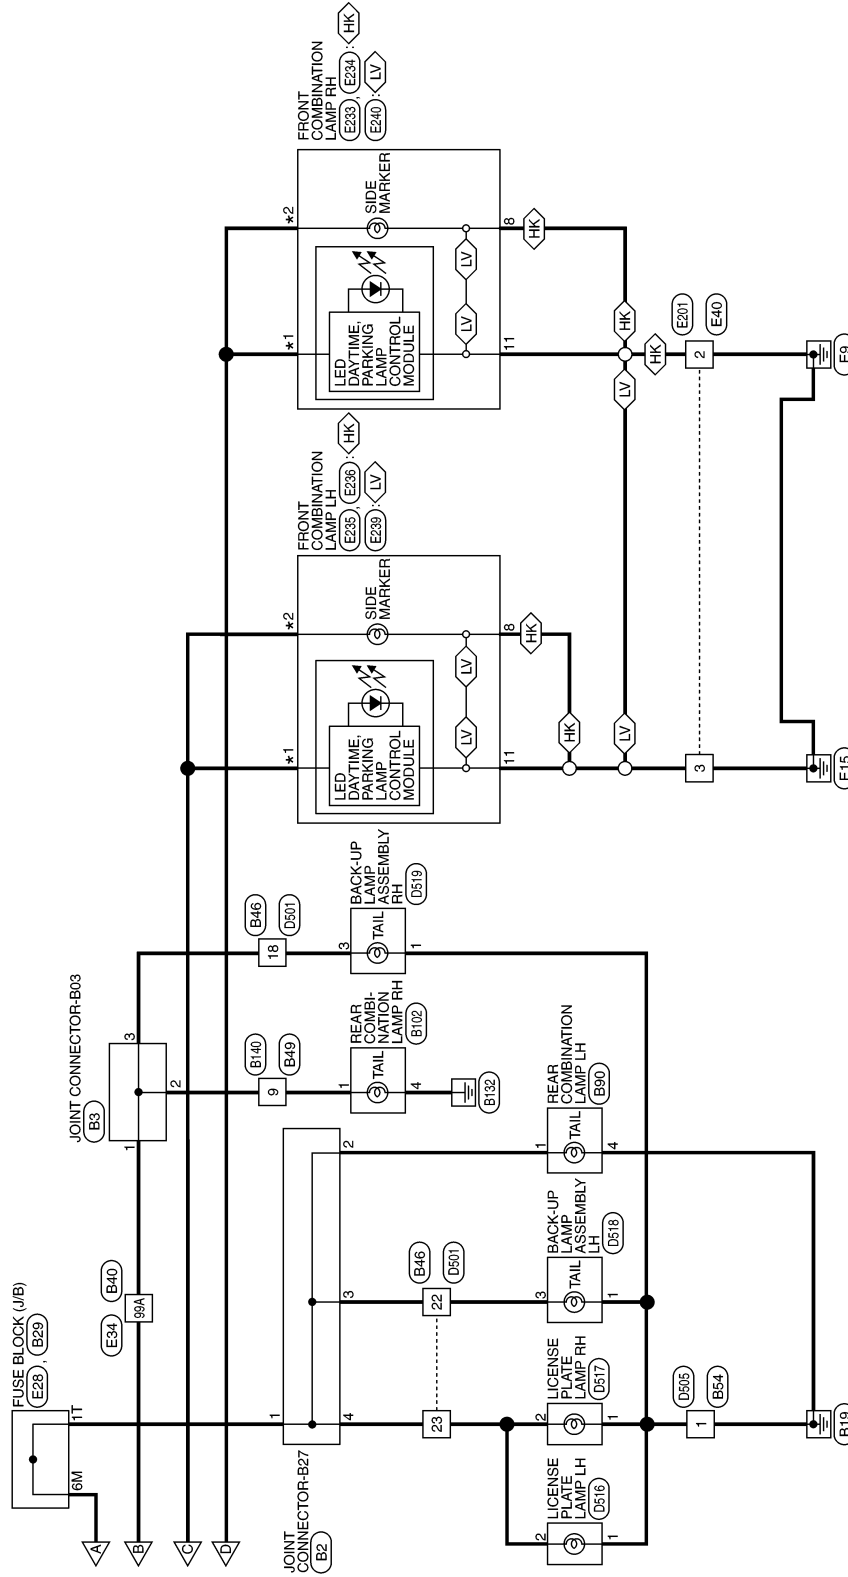 FUSE BLOCK (J/B)
E28 , B29
6M
1T
A
B
C
D
E34
B40
99A
JOINT CONNECTOR-B03
B3
1
2
3
JOINT
CONNECTOR-B27
B2
1
4
3
2
B140
B49
9
B46
D501
18
REAR
COMBI-
NATION
LAMP RH
B102
1
TAIL
4
B132
BACK-UP
LAMP
ASSEMBLY
RH
D519
3
TAIL
1
B46
D501
23
22
LICENSE
PLATE
LAMP LH
D516
2
1
LICENSE
PLATE
LAMP RH
D517
2
1
BACK-UP
LAMP
ASSEMBLY
LH
D518
3
TAIL
1
REAR
COMBINATION
LAMP LH
B90
1
TAIL
4
D505
B54
1
B19
FRONT
COMBINATION
LAMP LH
E235 , E236 : HK
E239 : LV
*1
*2
LED
DAYTIME,
PARKING
LAMP
CONTROL
MODULE
SIDE
MARKER
LV
LV
11
8
HK
HK
LV
3
E15
FRONT
COMBINATION
LAMP RH
E233 , E234 : HK
E240 : LV
*1
*2
LED
DAYTIME,
PARKING
LAMP
CONTROL
MODULE
SIDE
MARKER
LV
LV
11
8
HK
LV
HK
HK
E201
E40
2
E9